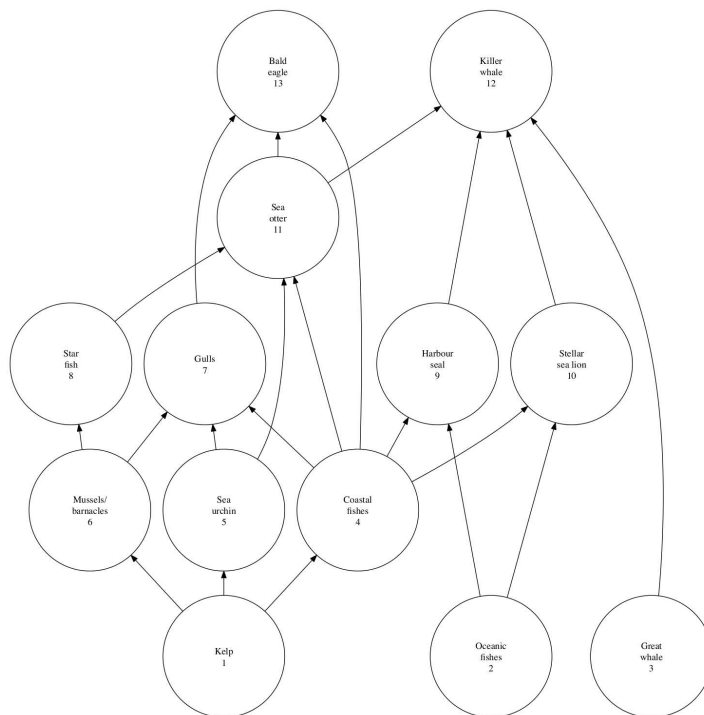 Bald
eagle
13
Killer
whale
12
Sea
otter
11
Star
fish
8
Gulls
7
Harbour
seal
9
Stellar
sea lion
10
Mussels/
barnacles
6
Sea
urchin
5
Coastal
fishes
4
Kelp
1
Oceanic
fishes
2
Great
whale
3